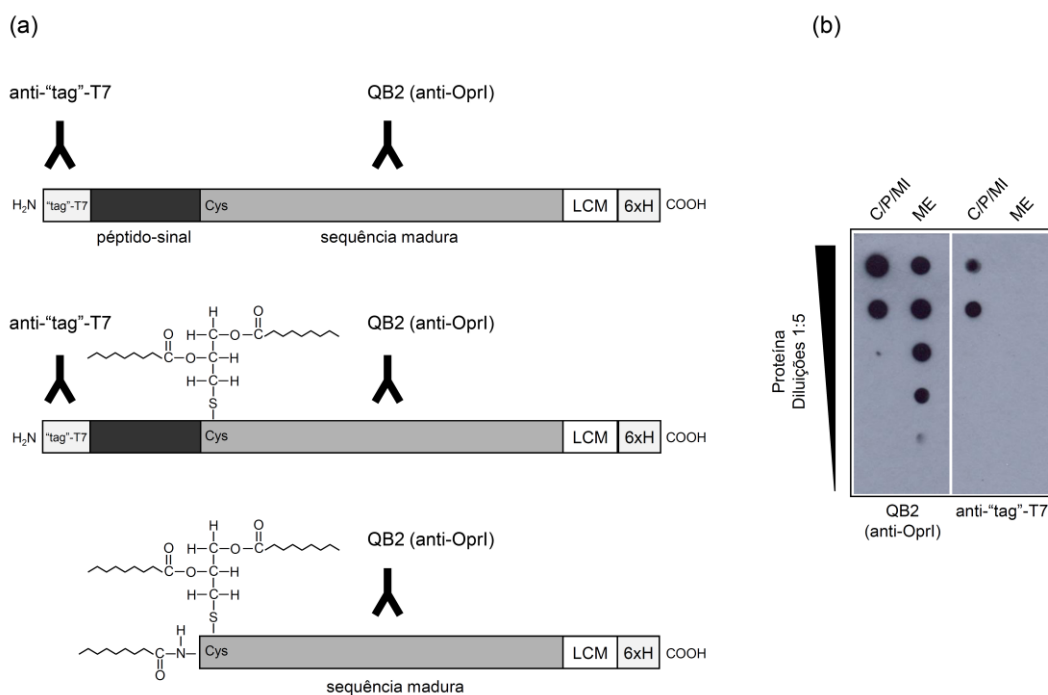 (a)
anti-“tag”-T7 QB2 (anti-OprI)
H₂N “tag”-T7 Cys LCM 6xH COOH
péptido-sinal sequência madura
anti-“tag”-T7 QB2 (anti-OprI)
H O
H–C–O–C
O
C–O–C–H
H–C–H
S
H₂N “tag”-T7 Cys LCM 6xH COOH
QB2 (anti-OprI)
H O
H–C–O–C
O
C–O–C–H
H–C–H
H S
C–N Cys LCM 6xH COOH
O
sequência madura
(b)
C/P/MI ME C/P/MI ME
Proteína
Diluições 1:5
QB2 anti-“tag”-T7
(anti-OprI)